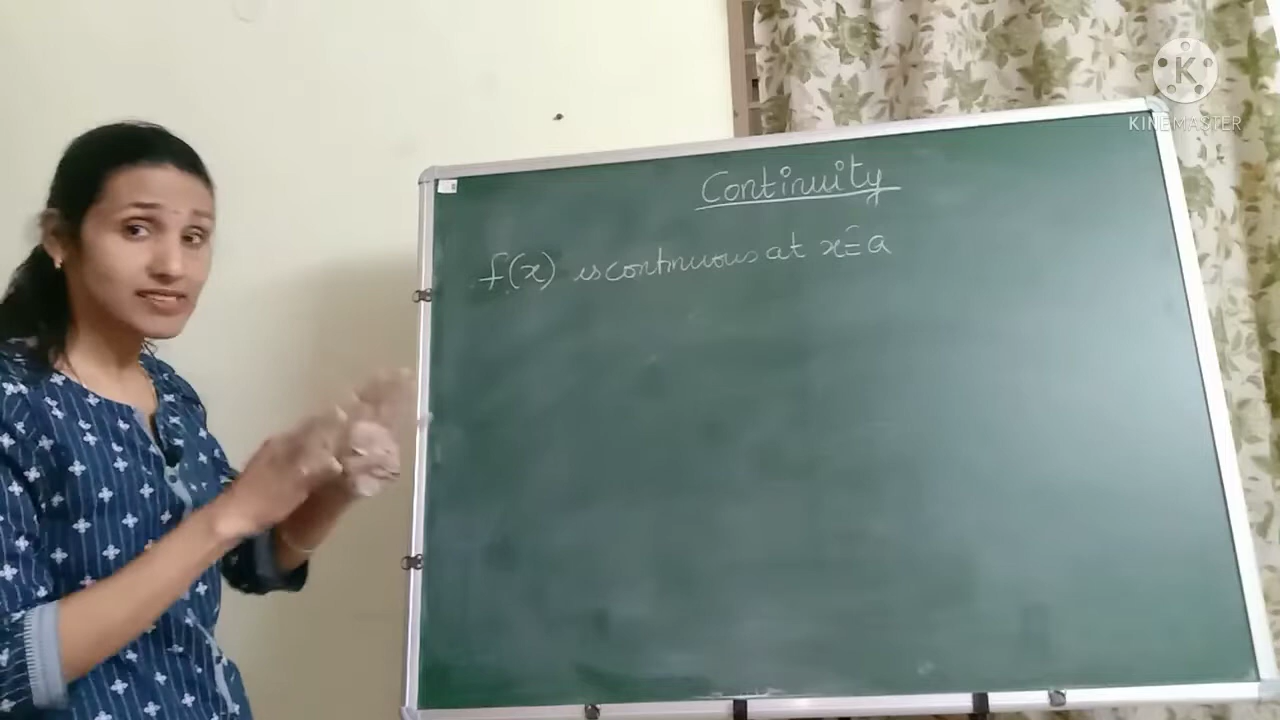 K
KINEMASTER
Continuity
f(x) is continuous at x = a